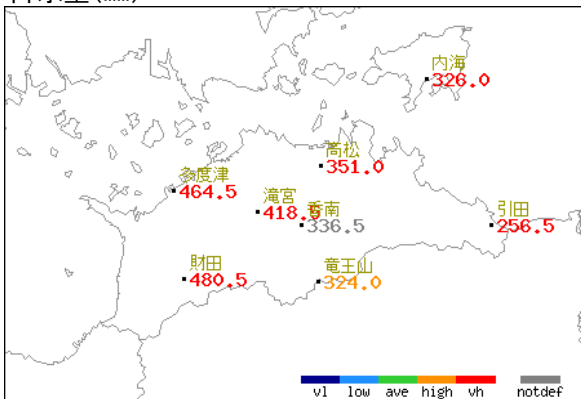 内海
326.0
高松
351.0
多度津
464.5
滝宮
418.5
香南
336.5
引田
256.5
財田
480.5
竜王山
324.0
vl low ave high vh notdef